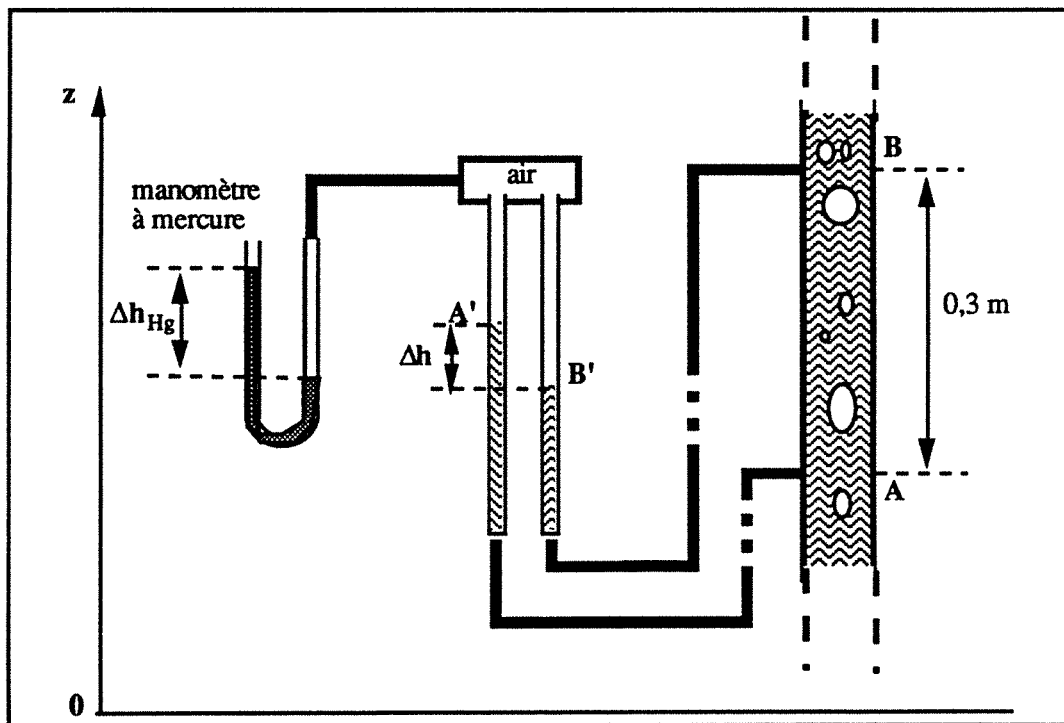 z
air
B
manomètre
à mercure
Δh_Hg
A'
Δh
B'
0,3 m
A
0